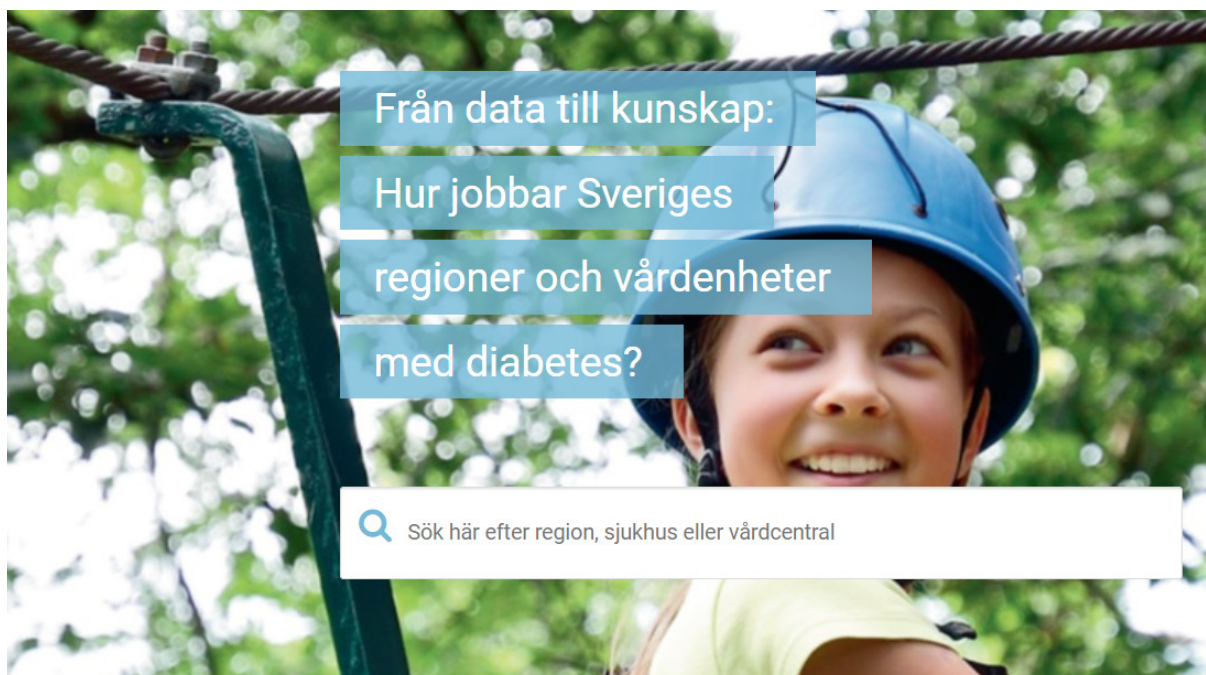 Från data till kunskap:
Hur jobbar Sveriges
regioner och vårdenheter
med diabetes?
Sök här efter region, sjukhus eller vårdcentral